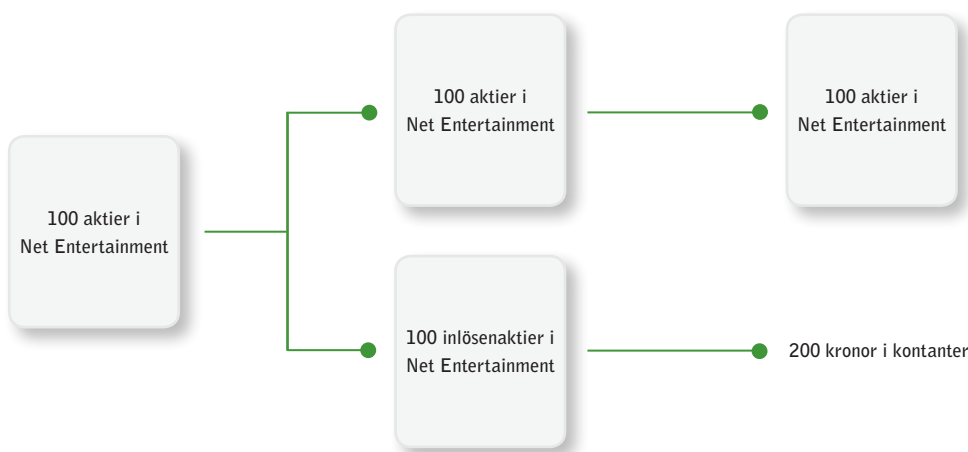 100 aktier i
Net Entertainment
100 aktier i
Net Entertainment
100 aktier i
Net Entertainment
100 inlösenaktier i
Net Entertainment
200 kronor i kontanter